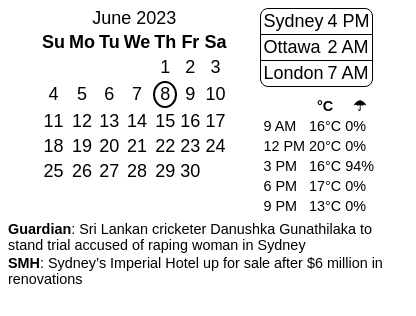 June 2023
Su Mo Tu We Th Fr Sa
1 2 3
4 5 6 7 8 9 10
11 12 13 14 15 16 17
18 19 20 21 22 23 24
25 26 27 28 29 30
Sydney 4 PM
Ottawa 2 AM
London 7 AM
°C ☂
9 AM 16°C 0%
12 PM 20°C 0%
3 PM 16°C 94%
6 PM 17°C 0%
9 PM 13°C 0%
Guardian: Sri Lankan cricketer Danushka Gunathilaka to
stand trial accused of raping woman in Sydney
SMH: Sydney’s Imperial Hotel up for sale after $6 million in
renovations